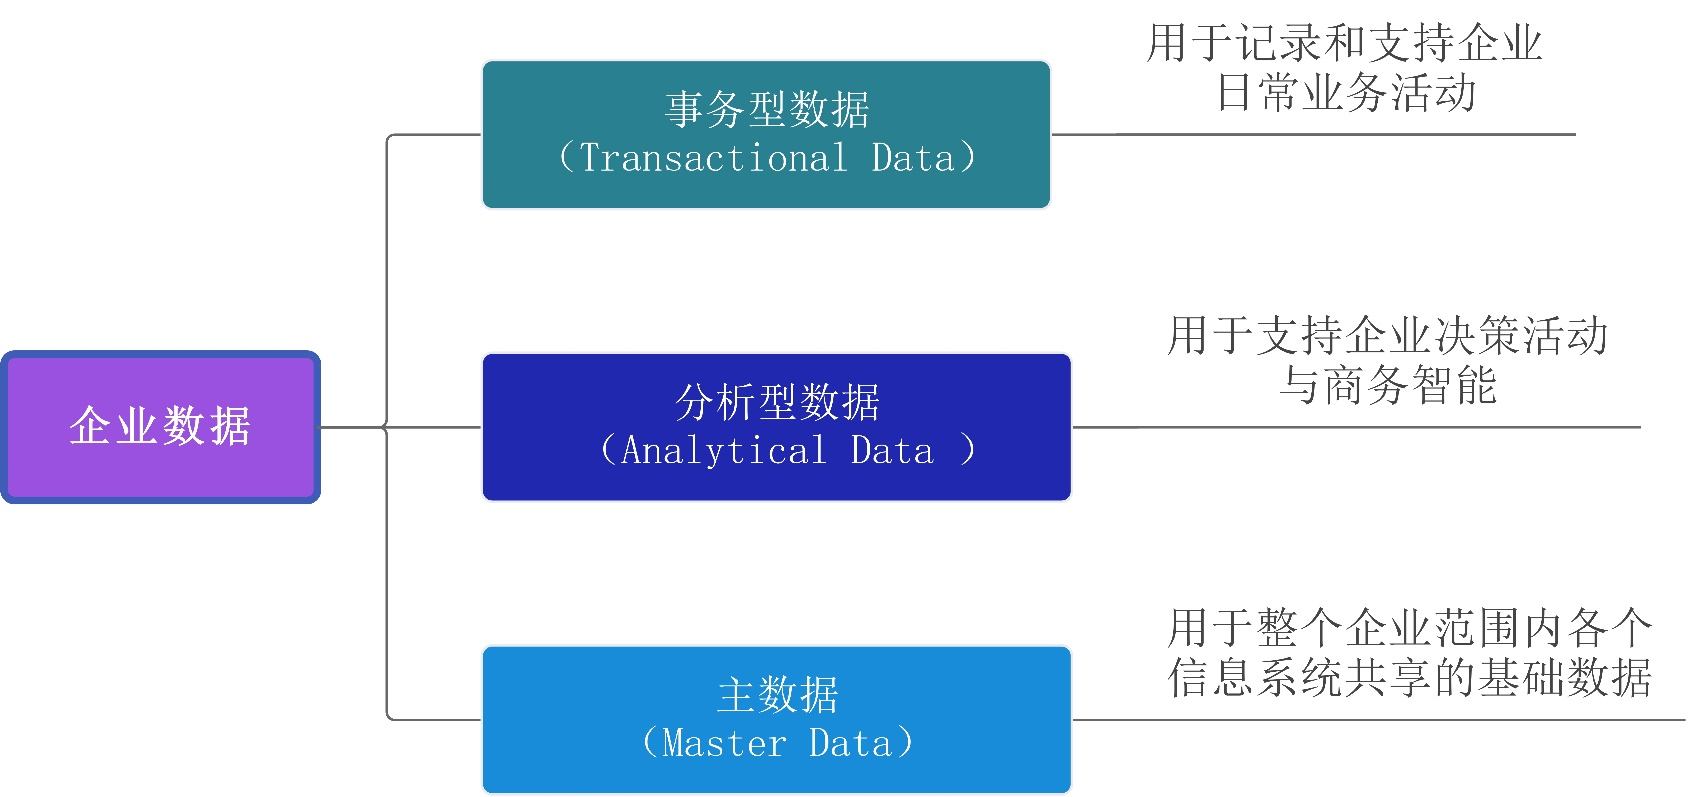 用于记录和支持企业
日常业务活动
事务型数据
（Transactional Data）
用于支持企业决策活动
与商务智能
企业数据
分析型数据
（Analytical Data ）
用于整个企业范围内各个
信息系统共享的基础数据
主数据
（Master Data）